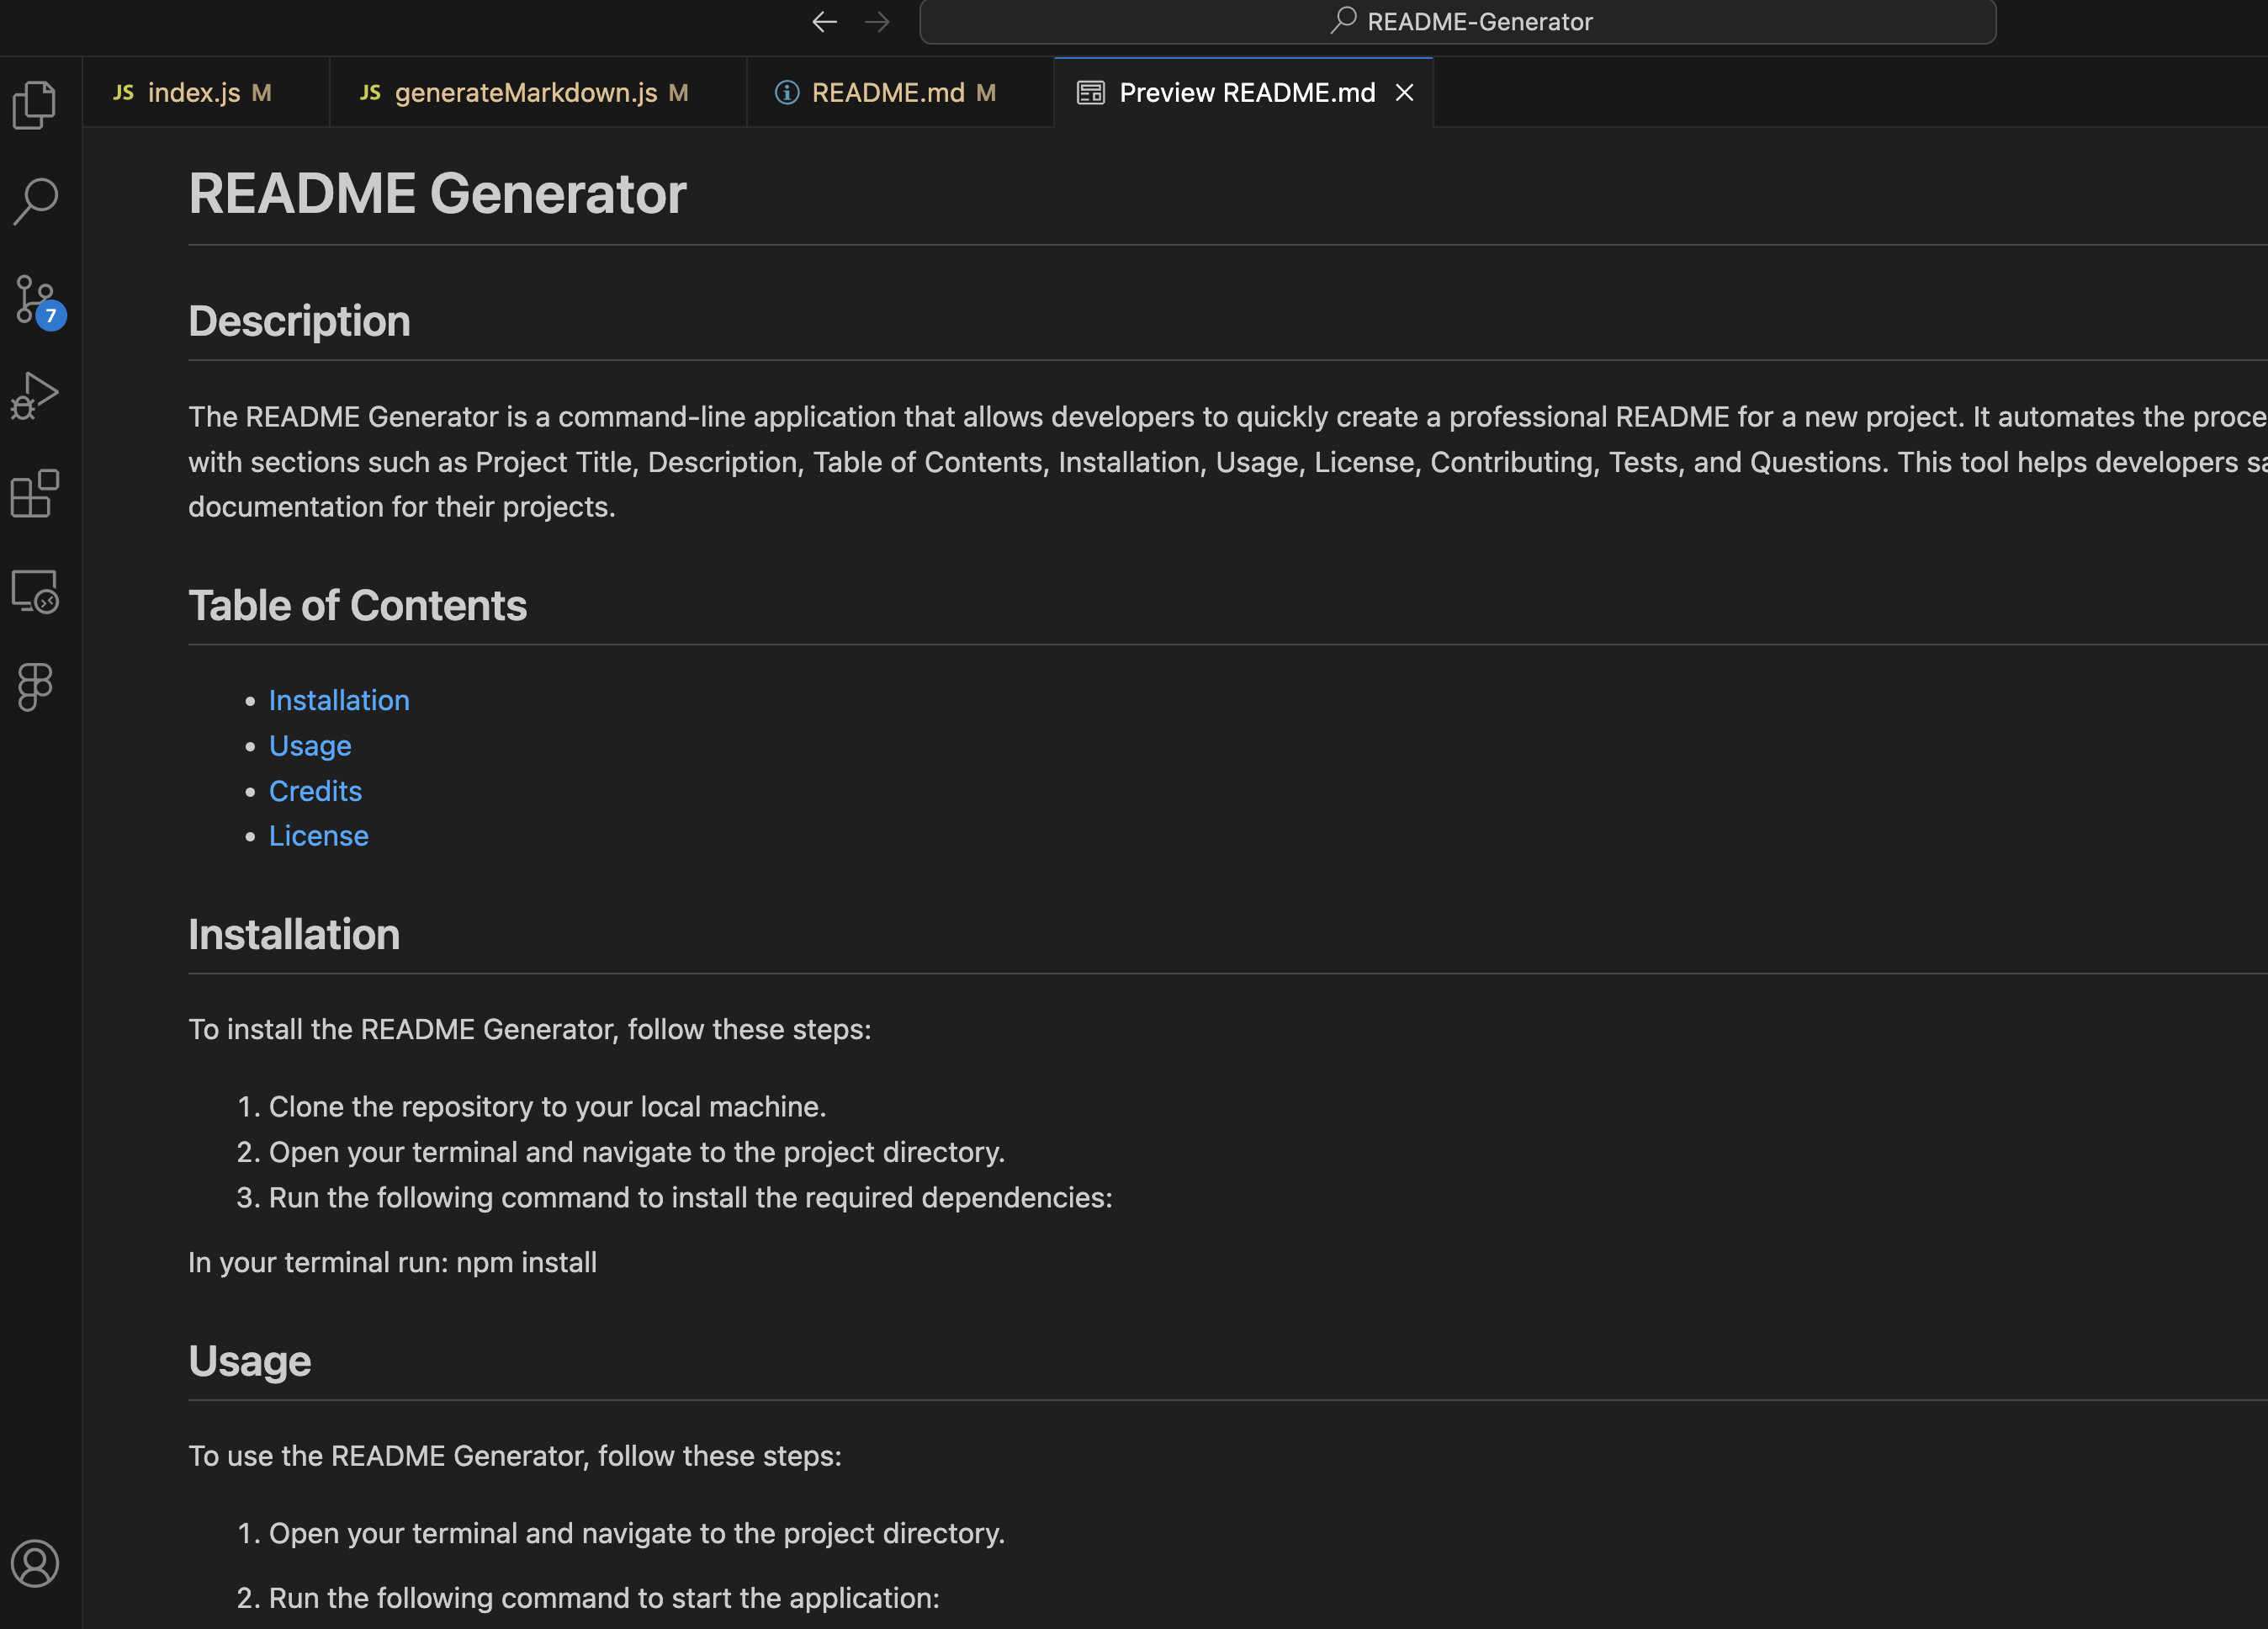 README-Generator
JS index.js M
JS generateMarkdown.js M
README.md M
Preview README.md
README Generator
7
Description
The README Generator is a command-line application that allows developers to quickly create a professional README for a new project. It automates the
with sections such as Project Title, Description, Table of Contents, Installation, Usage, License, Contributing, Tests, and Questions. This tool helps developers
documentation for their projects.
Table of Contents
• Installation
• Usage
• Credits
• License
Installation
To install the README Generator, follow these steps:
1. Clone the repository to your local machine.
2. Open your terminal and navigate to the project directory.
3. Run the following command to install the required dependencies:
In your terminal run: npm install
Usage
To use the README Generator, follow these steps:
1. Open your terminal and navigate to the project directory.
2. Run the following command to start the application: